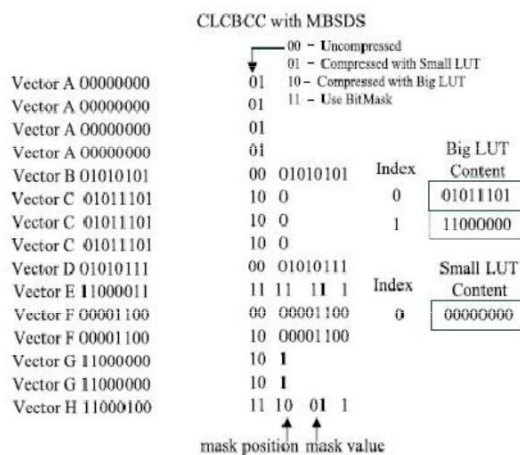 CLCBCC with MBSDS
00 – Uncompressed
01 – Compressed with Small LUT
10 – Compressed with Big LUT
11 – Use BitMask
Vector A 00000000 01
Vector A 00000000 01
Vector A 00000000 01
Vector A 00000000 01
Vector B 01010101 00 01010101
Vector C 01011101 10 0
Vector C 01011101 10 0
Vector C 01011101 10 0
Vector D 01010111 00 01010111
Vector E 11000011 11 11 11 1
Vector F 00001100 00 00001100
Vector F 00001100 10 00001100
Vector G 11000000 10 1
Vector G 11000000 10 1
Vector H 11000100 11 10 01 1
mask position mask value
Index Big LUT Content
0 01011101
1 11000000
Index Small LUT Content
0 00000000